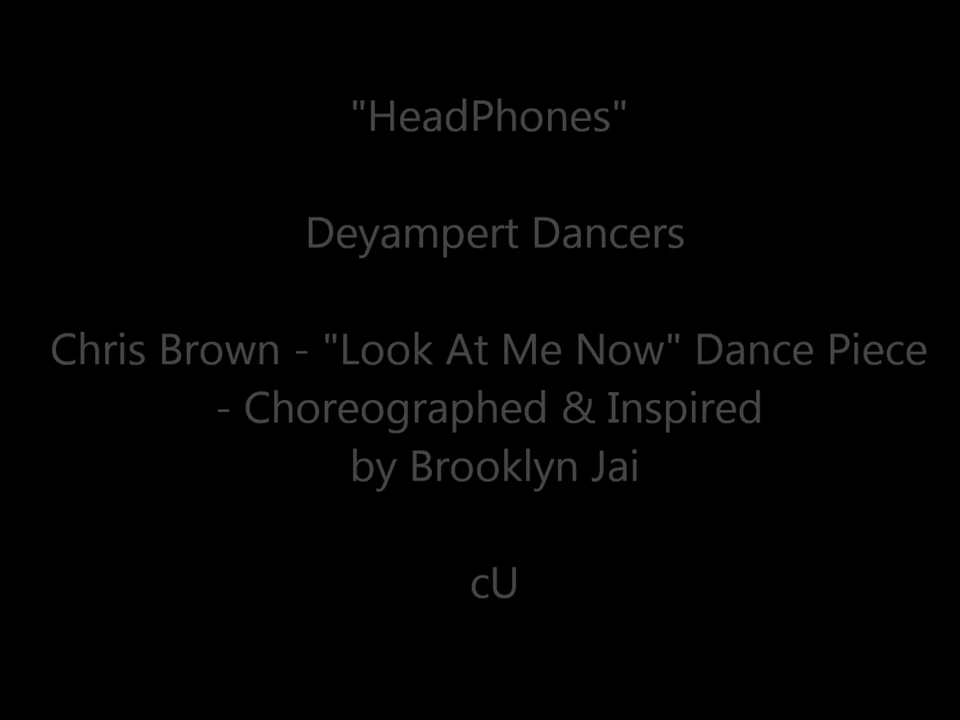 "HeadPhones"
Deyampert Dancers
Chris Brown - "Look At Me Now" Dance Piece
- Choreographed & Inspired
by Brooklyn Jai
cU